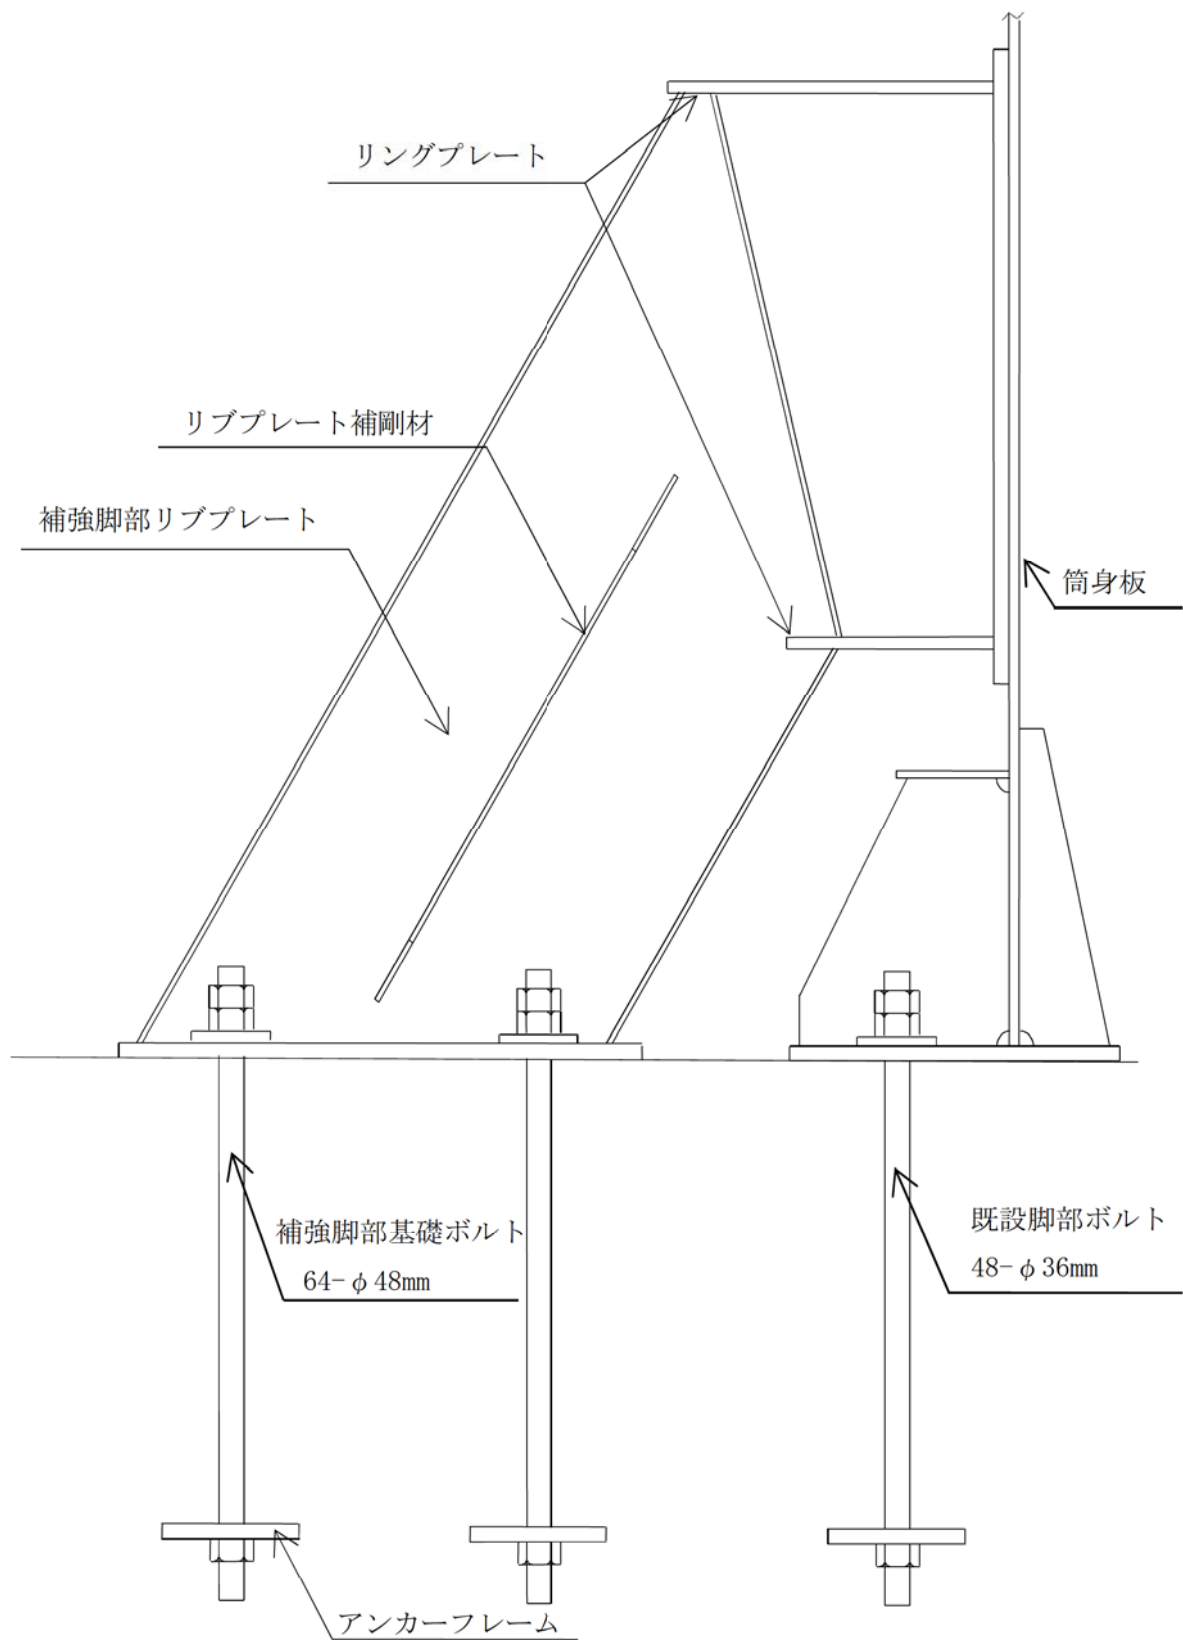 リングプレート
リブプレート補剛材
補強脚部リブプレート
筒身板
補強脚部基礎ボルト
64-φ48mm
既設脚部ボルト
48-φ36mm
アンカーフレーム